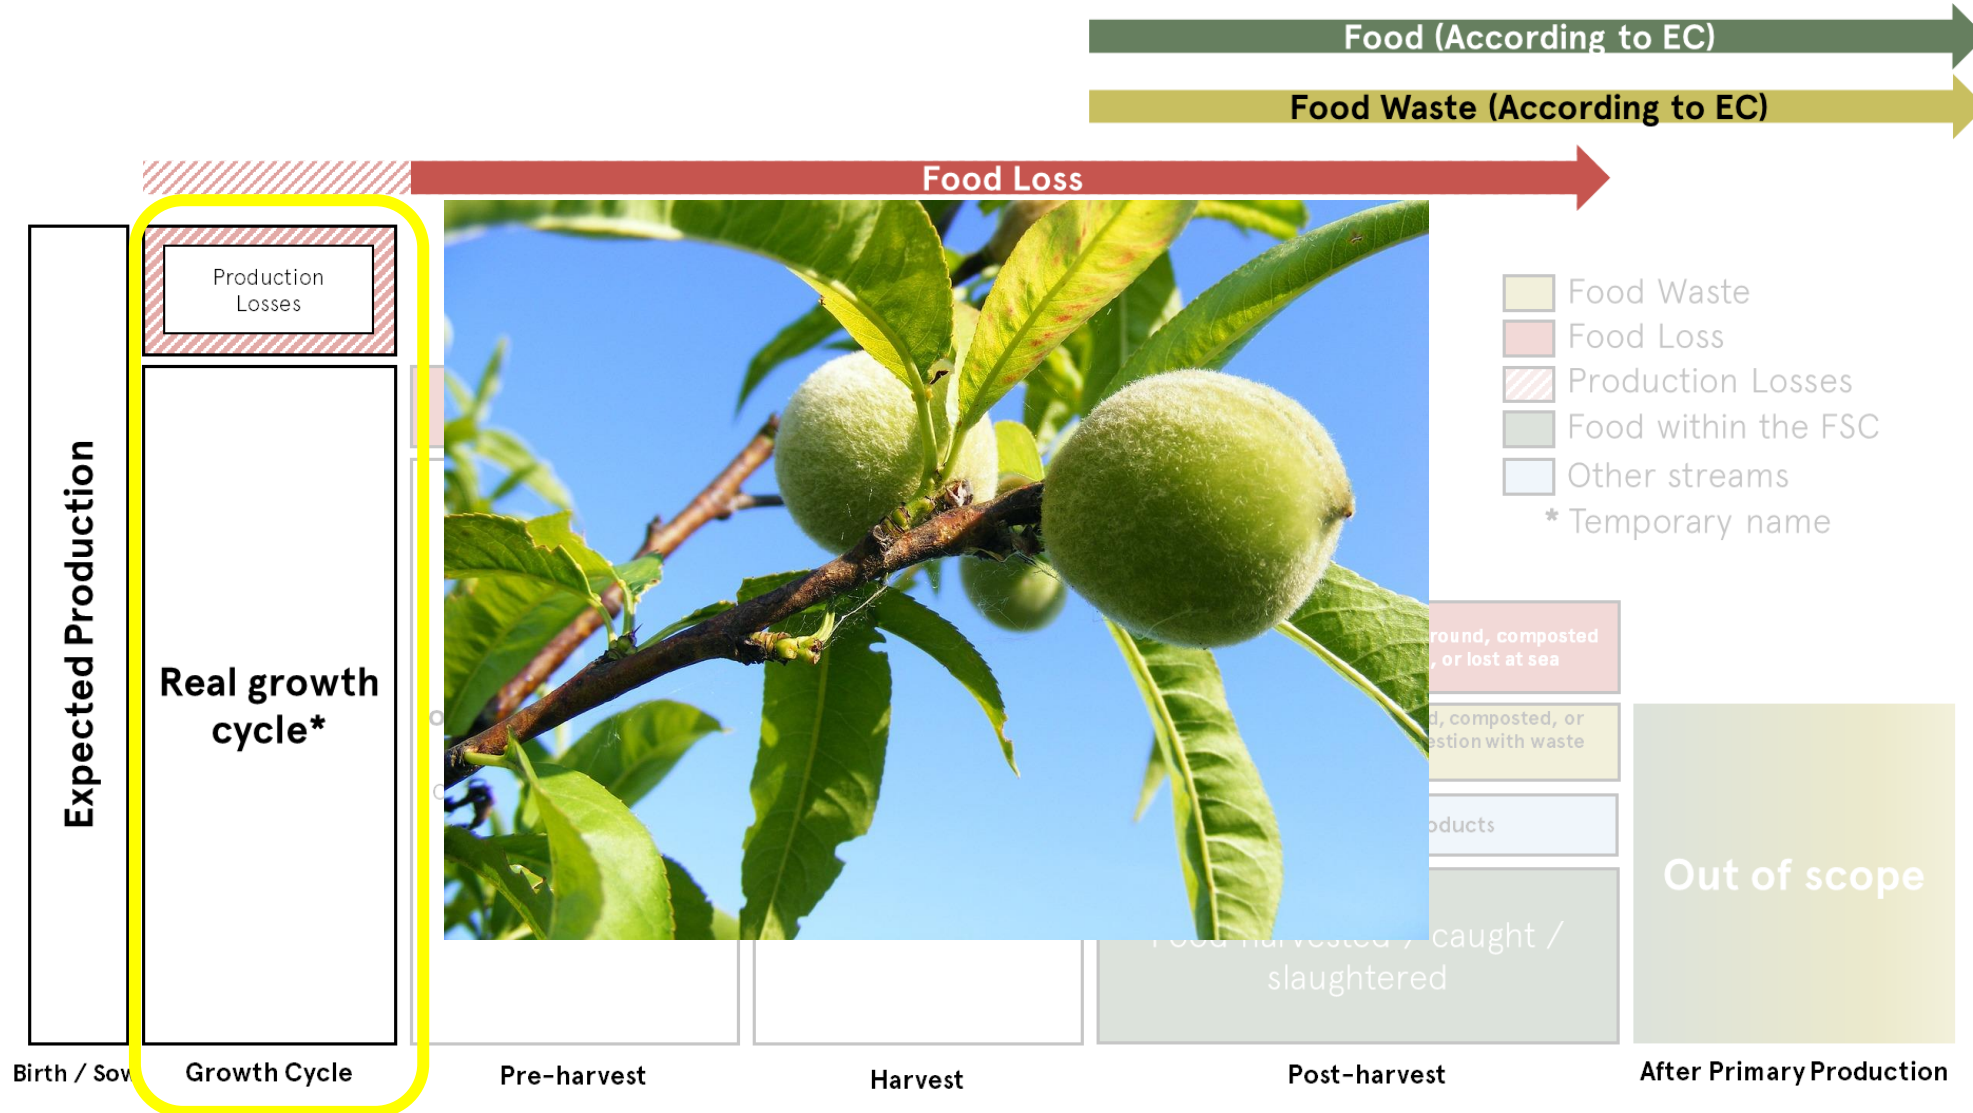 Food (According to EC)
Food Waste (According to EC)
Food Loss
Production
Losses
Expected Production
Real growth
cycle*
Food Waste
Food Loss
Production Losses
Food within the FSC
Other streams
* Temporary name
composted
, or lost at sea
composted, or
with waste
Out of scope
Food harvested / caught /
slaughtered
Birth / Sow
Growth Cycle
Pre-harvest
Harvest
Post-harvest
After Primary Production